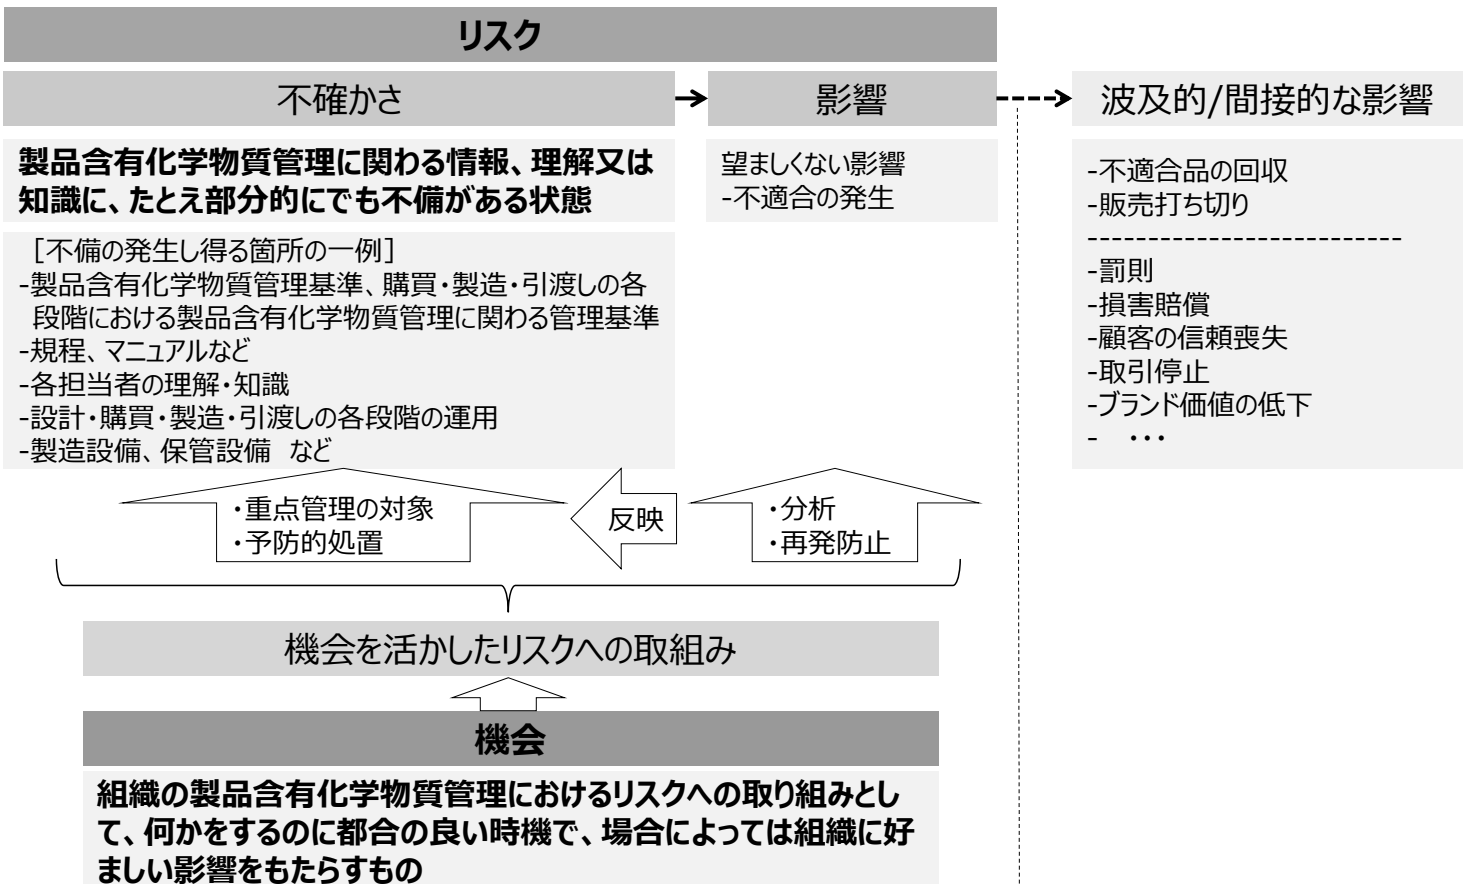 リスク
不確かさ
影響
波及的/間接的な影響
製品含有化学物質管理に関わる情報、理解又は
知識に、たとえ部分的にでも不備がある状態
望ましくない影響
-不適合の発生
-不適合品の回収
-販売打ち切り
--------------------------
-罰則
-損害賠償
-顧客の信頼喪失
-取引停止
-ブランド価値の低下
- ・・・
[不備の発生し得る箇所の一例]
-製品含有化学物質管理基準、購買・製造・引渡しの各
段階における製品含有化学物質管理に関わる管理基準
-規程、マニュアルなど
-各担当者の理解・知識
-設計・購買・製造・引渡しの各段階の運用
-製造設備、保管設備 など
・重点管理の対象
・予防的処置
反映
・分析
・再発防止
機会を活かしたリスクへの取組み
機会
組織の製品含有化学物質管理におけるリスクへの取り組みとし
て、何かをするのに都合の良い時機で、場合によっては組織に好
ましい影響をもたらすもの